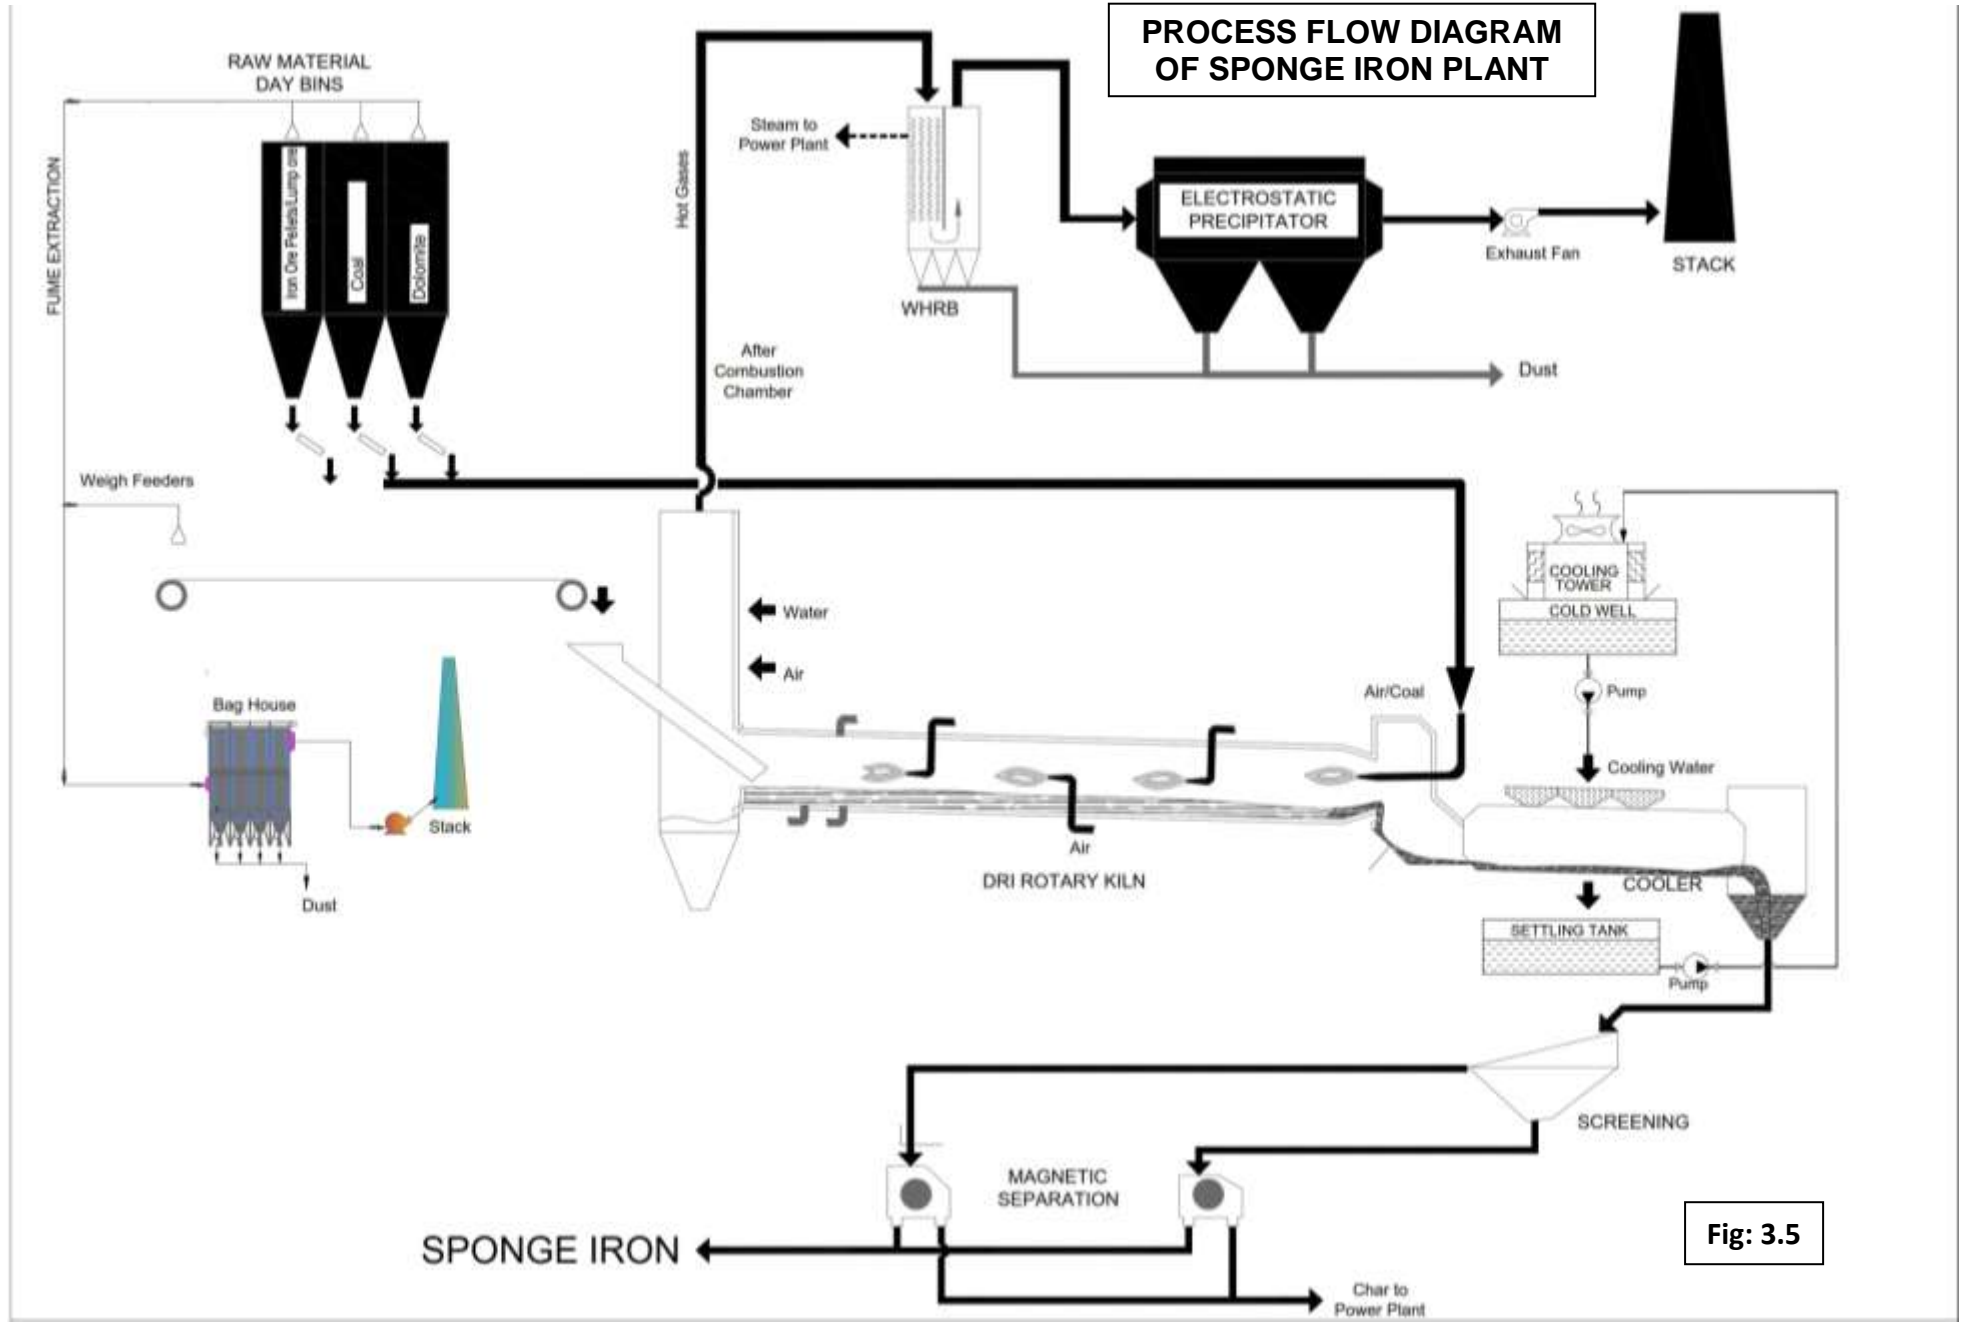 PROCESS FLOW DIAGRAM
OF SPONGE IRON PLANT
RAW MATERIAL
DAY BINS
FUME EXTRACTION
Iron Ore Pellets/Lump ore
Coal
Dolomite
Hot Gases
Steam to
Power Plant
WHRB
ELECTROSTATIC
PRECIPITATOR
Exhaust Fan
STACK
After
Combustion
Chamber
Dust
Weigh Feeders
Water
Air
Air/Coal
COOLING
TOWER
COLD WELL
Pump
Cooling Water
Bag House
Stack
Dust
Air
DRI ROTARY KILN
COOLER
SETTLING TANK
Pump
SCREENING
MAGNETIC
SEPARATION
SPONGE IRON
Char to
Power Plant
Fig: 3.5